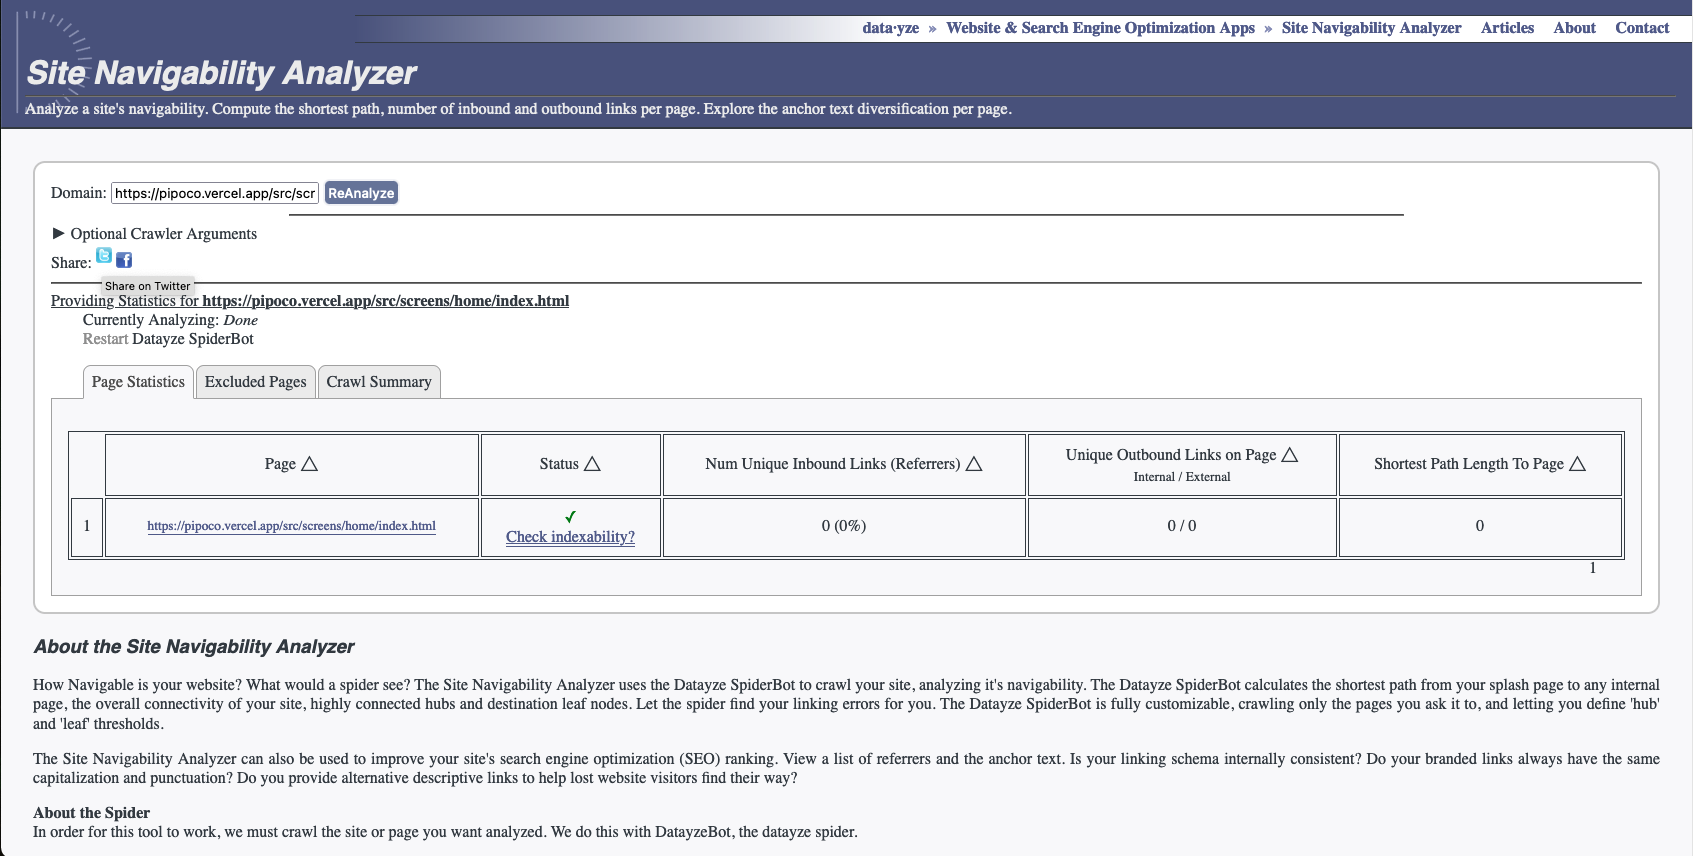 data·yze » Website & Search Engine Optimization Apps » Site Navigability Analyzer Articles About Contact
Site Navigability Analyzer
Analyze a site's navigability. Compute the shortest path, number of inbound and outbound links per page. Explore the anchor text diversification per page.
Domain: https://pipoco.vercel.app/src/scr ReAnalyze
▶ Optional Crawler Arguments
Share:
Share on Twitter
Providing Statistics for https://pipoco.vercel.app/src/screens/home/index.html
Currently Analyzing: Done
Restart Datayze SpiderBot
Page Statistics Excluded Pages Crawl Summary
Page △ Status △ Num Unique Inbound Links (Referrers) △ Unique Outbound Links on Page △ Shortest Path Length To Page △
Internal / External
1 https://pipoco.vercel.app/src/screens/home/index.html ✓ 0 (0%) 0 / 0 0
Check indexability?
1
About the Site Navigability Analyzer
How Navigable is your website? What would a spider see? The Site Navigability Analyzer uses the Datayze SpiderBot to crawl your site, analyzing it's navigability. The Datayze SpiderBot calculates the shortest path from your splash page to any internal
page, the overall connectivity of your site, highly connected hubs and destination leaf nodes. Let the spider find your linking errors for you. The Datayze SpiderBot is fully customizable, crawling only the pages you ask it to, and letting you define 'hub'
and 'leaf' thresholds.
The Site Navigability Analyzer can also be used to improve your site's search engine optimization (SEO) ranking. View a list of referrers and the anchor text. Is your linking schema internally consistent? Do your branded links always have the same
capitalization and punctuation? Do you provide alternative descriptive links to help lost website visitors find their way?
About the Spider
In order for this tool to work, we must crawl the site or page you want analyzed. We do this with DatayzeBot, the datayze spider.